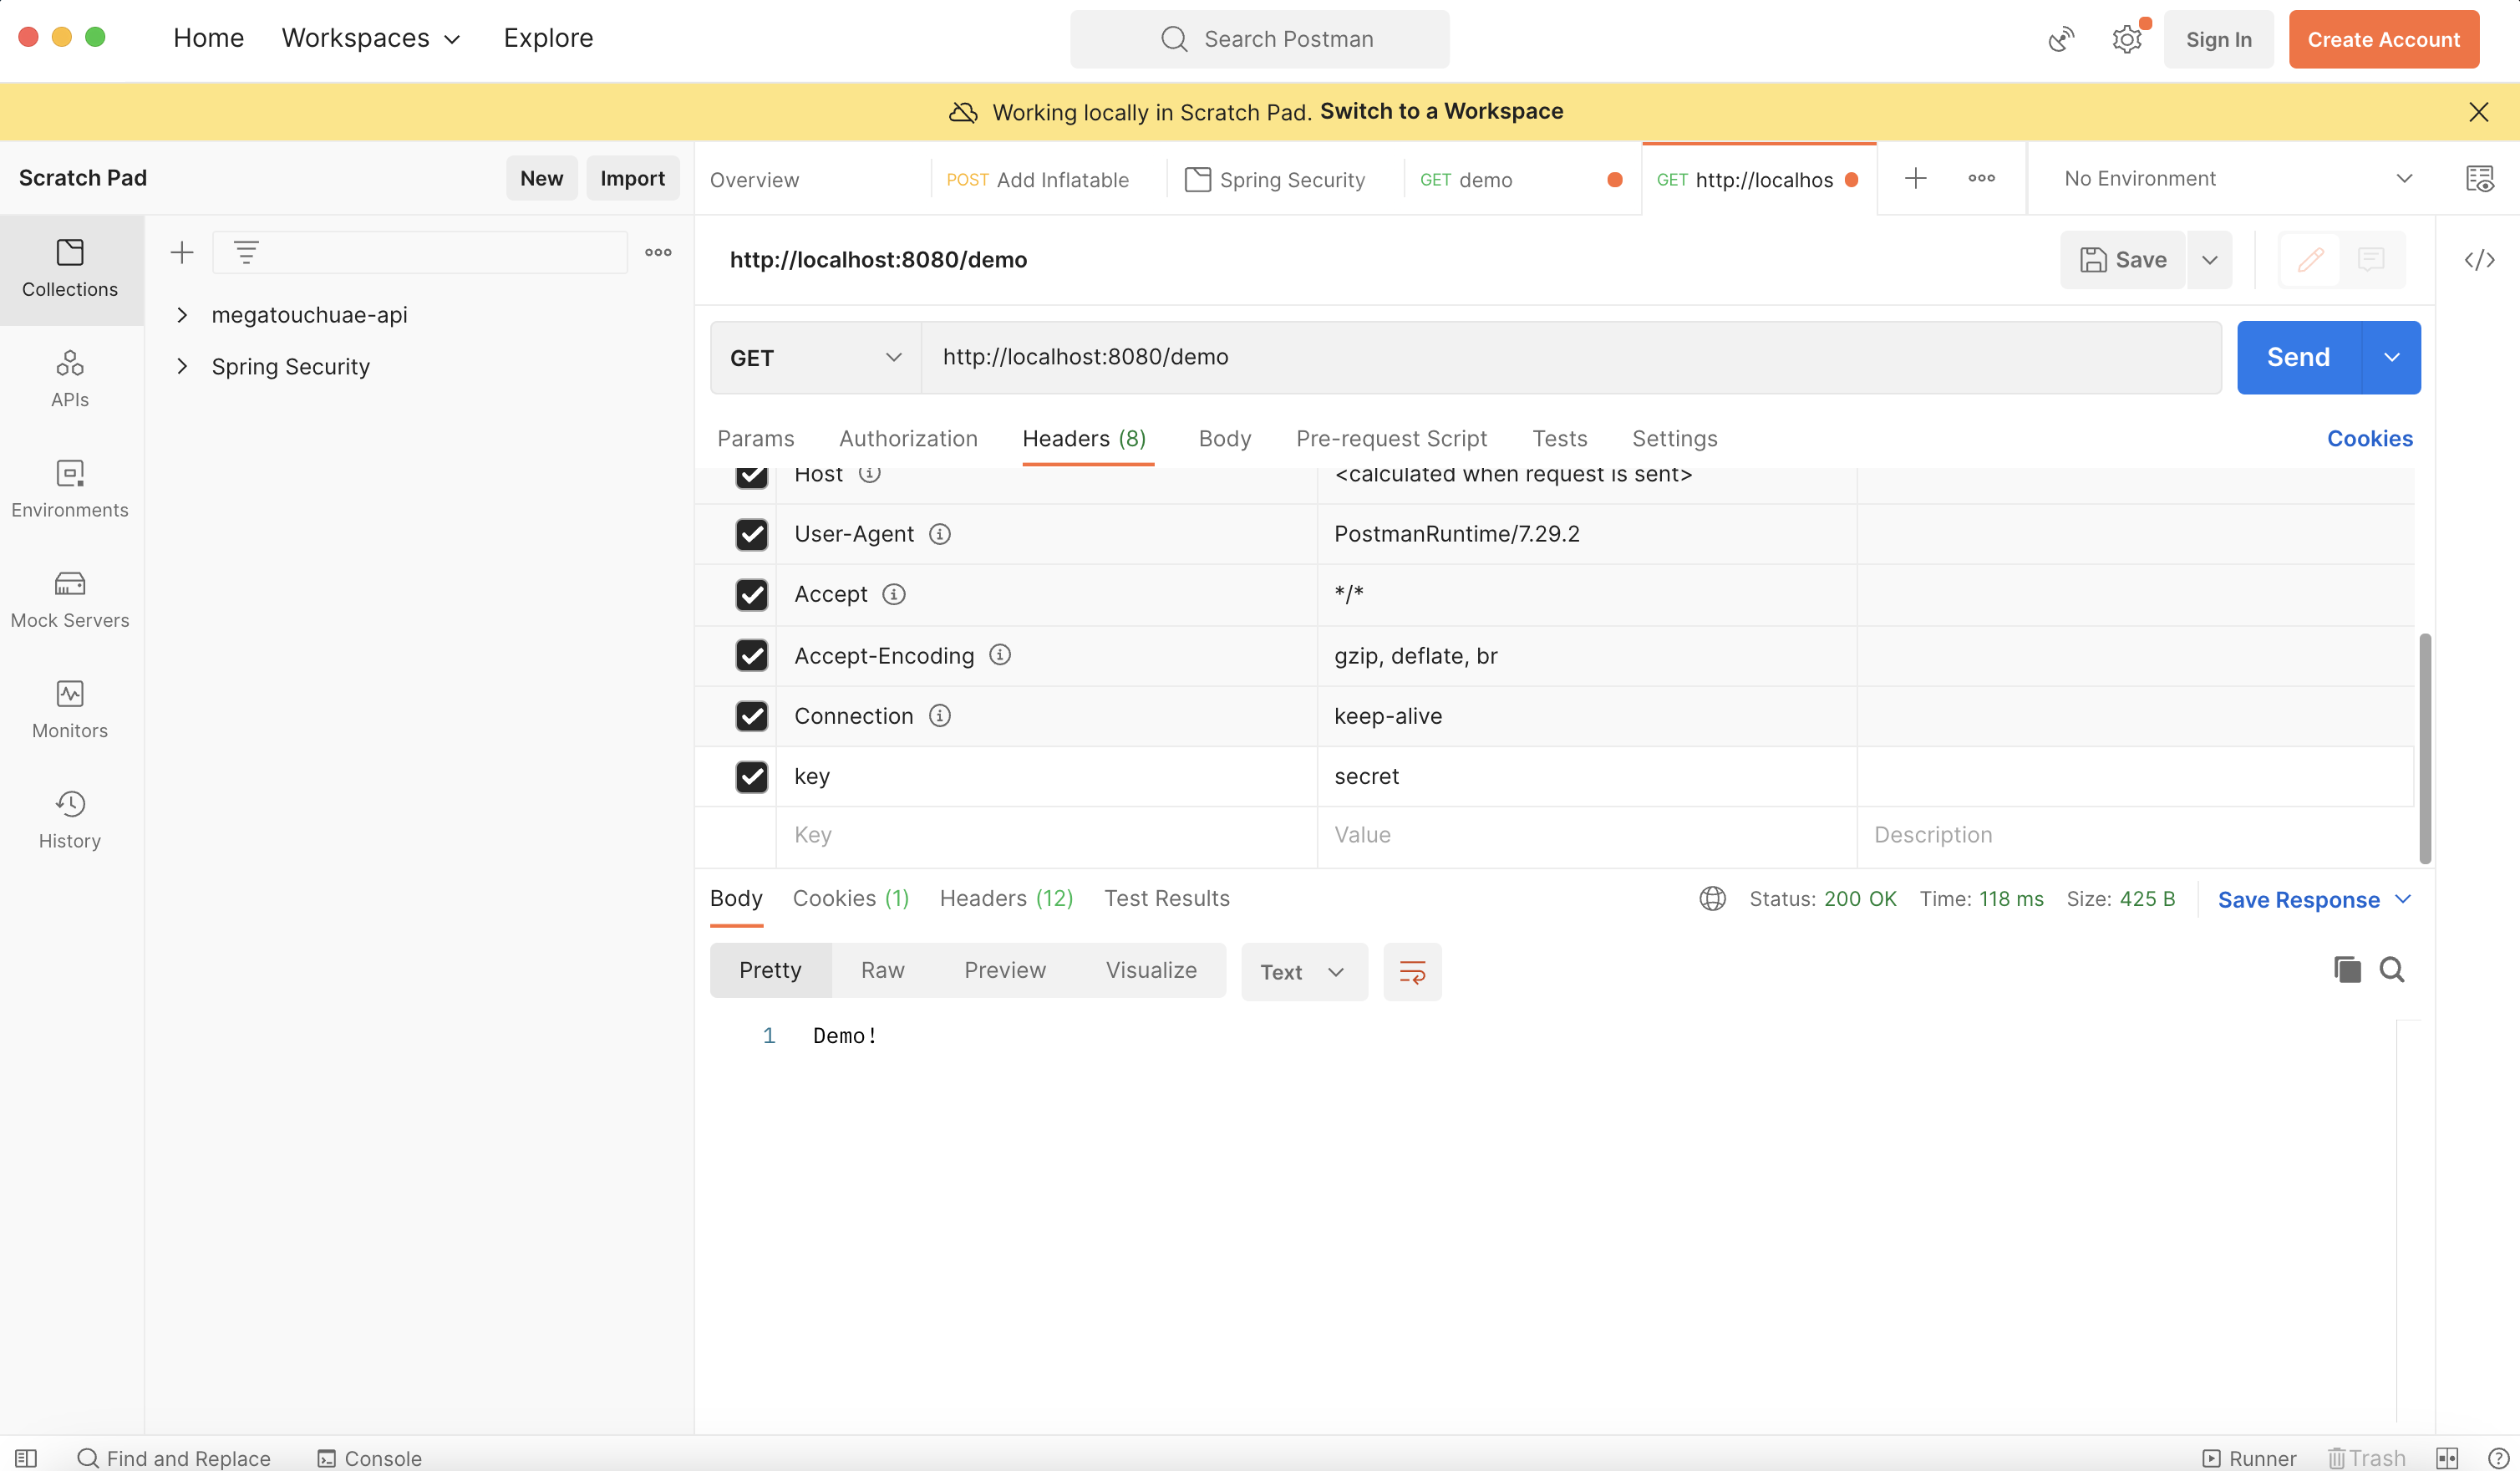 Home Workspaces Explore Search Postman Sign In Create Account
Working locally in Scratch Pad. Switch to a Workspace
Scratch Pad New Import Overview POST Add Inflatable Spring Security GET demo GET http://localhos No Environment
Collections
APIs
Environments
Mock Servers
Monitors
History
megatouchuae-api
Spring Security
http://localhost:8080/demo Save
GET http://localhost:8080/demo Send
Params Authorization Headers (8) Body Pre-request Script Tests Settings Cookies
Host <calculated when request is sent>
User-Agent PostmanRuntime/7.29.2
Accept */*
Accept-Encoding gzip, deflate, br
Connection keep-alive
key secret
Key Value Description
Body Cookies (1) Headers (12) Test Results Status: 200 OK Time: 118 ms Size: 425 B Save Response
Pretty Raw Preview Visualize Text
1 Demo!
Find and Replace Console Runner Trash